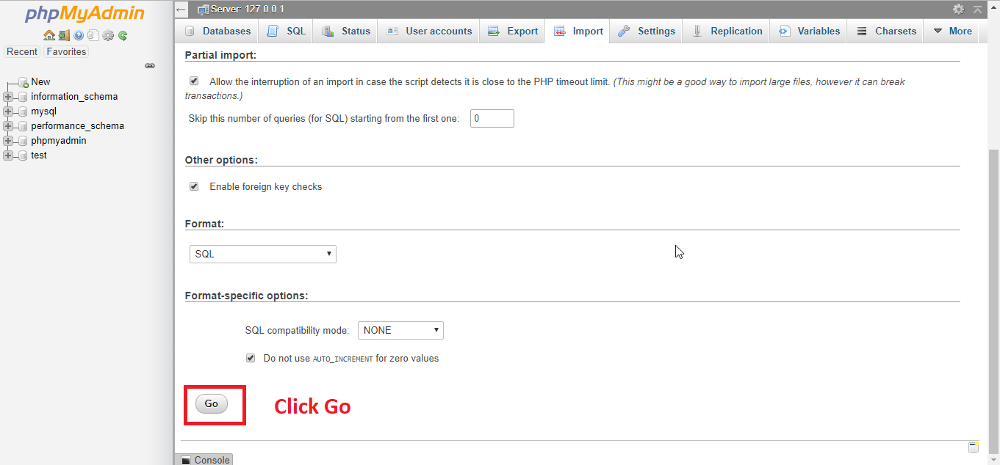 phpMyAdmin
Recent Favorites
New
information_schema
mysql
performance_schema
phpmyadmin
test
Server: 127.0.0.1
Databases SQL Status User accounts Export Import Settings Replication Variables Charsets More
Partial import:
Allow the interruption of an import in case the script detects it is close to the PHP timeout limit. (This might be a good way to import large files, however it can break
transactions.)
Skip this number of queries (for SQL) starting from the first one: 0
Other options:
Enable foreign key checks
Format:
SQL
Format-specific options:
SQL compatibility mode: NONE
Do not use AUTO_INCREMENT for zero values
Go Click Go
Console